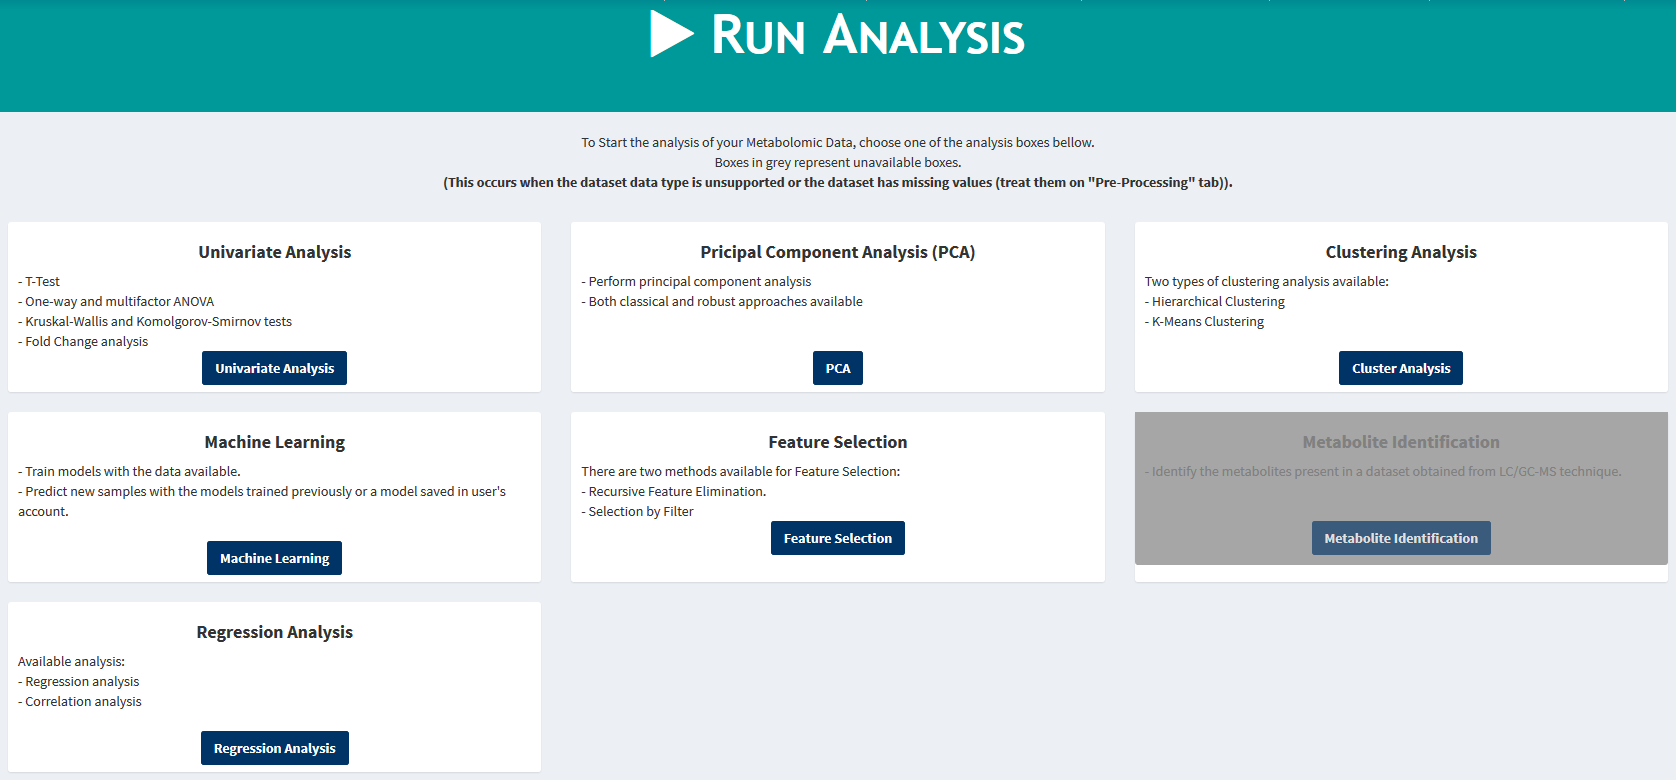 RUN ANALYSIS
To Start the analysis of your Metabolomic Data, choose one of the analysis boxes bellow.
Boxes in grey represent unavailable boxes.
(This occurs when the dataset data type is unsupported or the dataset has missing values (treat them on "Pre-Processing" tab)).
Univariate Analysis
- T-Test
- One-way and multifactor ANOVA
- Kruskal-Wallis and Komolgorov-Smirnov tests
- Fold Change analysis
Univariate Analysis
Pricipal Component Analysis (PCA)
- Perform principal component analysis
- Both classical and robust approaches available
PCA
Clustering Analysis
Two types of clustering analysis available:
- Hierarchical Clustering
- K-Means Clustering
Cluster Analysis
Machine Learning
- Train models with the data available.
- Predict new samples with the models trained previously or a model saved in user's
account.
Machine Learning
Feature Selection
There are two methods available for Feature Selection:
- Recursive Feature Elimination.
- Selection by Filter
Feature Selection
Metabolite Identification
- Identify the metabolites present in a dataset obtained from LC/GC-MS technique.
Metabolite Identification
Regression Analysis
Available analysis:
- Regression analysis
- Correlation analysis
Regression Analysis